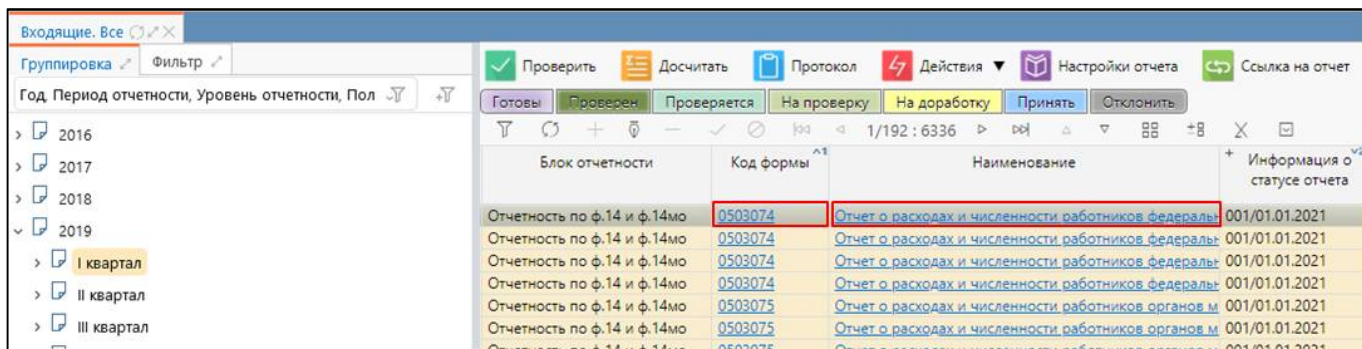 Входящие. Все
Группировка Фильтр
Год, Период отчетности, Уровень отчетности, Пол
2016
2017
2018
2019
I квартал
II квартал
III квартал
Проверить Досчитать Протокол Действия ▼ Настройки отчета Ссылка на отчет
Готовы Проверен Проверяется На проверку На доработку Принять Отклонить
1/192 : 6336
Блок отчетности Код формы ^1 Наименование + Информация о статусе отчета
Отчетность по ф.14 и ф.14мо 0503074 Отчет о расходах и численности работников федеральн 001/01.01.2021
Отчетность по ф.14 и ф.14мо 0503074 Отчет о расходах и численности работников федеральн 001/01.01.2021
Отчетность по ф.14 и ф.14мо 0503074 Отчет о расходах и численности работников федеральн 001/01.01.2021
Отчетность по ф.14 и ф.14мо 0503074 Отчет о расходах и численности работников федеральн 001/01.01.2021
Отчетность по ф.14 и ф.14мо 0503075 Отчет о расходах и численности работников органов м 001/01.01.2021
Отчетность по ф.14 и ф.14мо 0503075 Отчет о расходах и численности работников органов м 001/01.01.2021